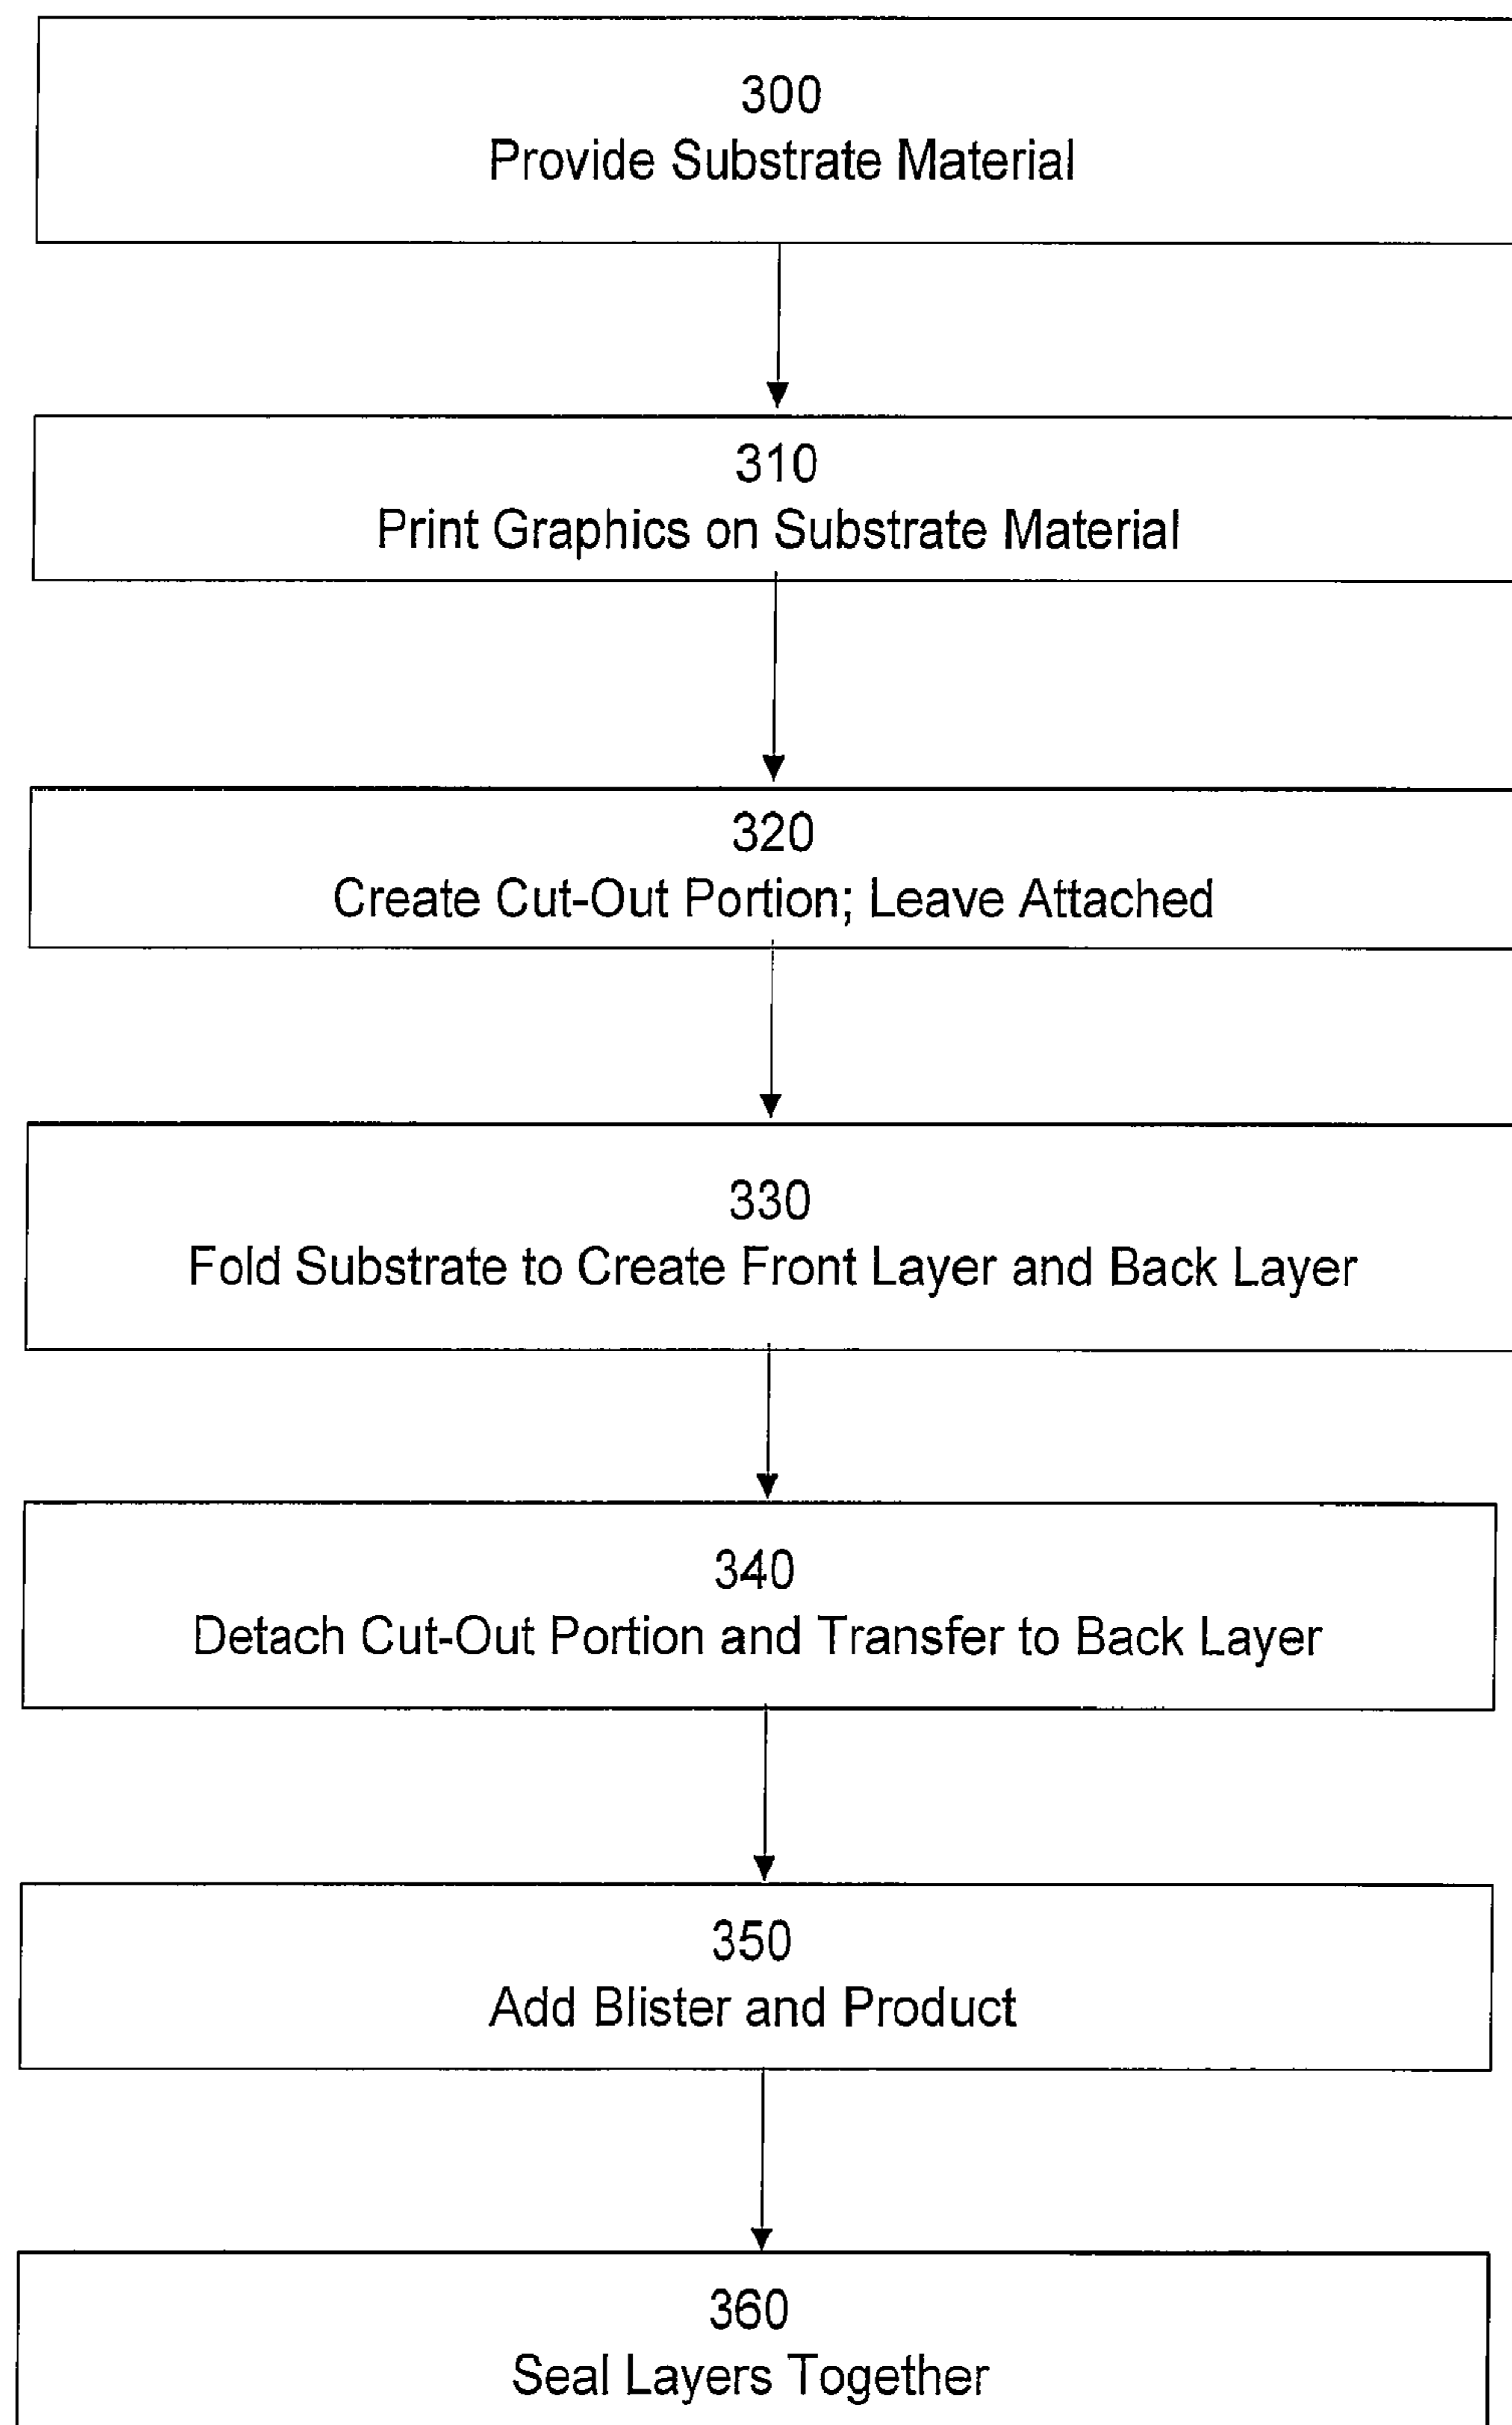 300
Provide Substrate Material
310
Print Graphics on Substrate Material
320
Create Cut-Out Portion; Leave Attached
330
Fold Substrate to Create Front Layer and Back Layer
340
Detach Cut-Out Portion and Transfer to Back Layer
350
Add Blister and Product
360
Seal Layers Together